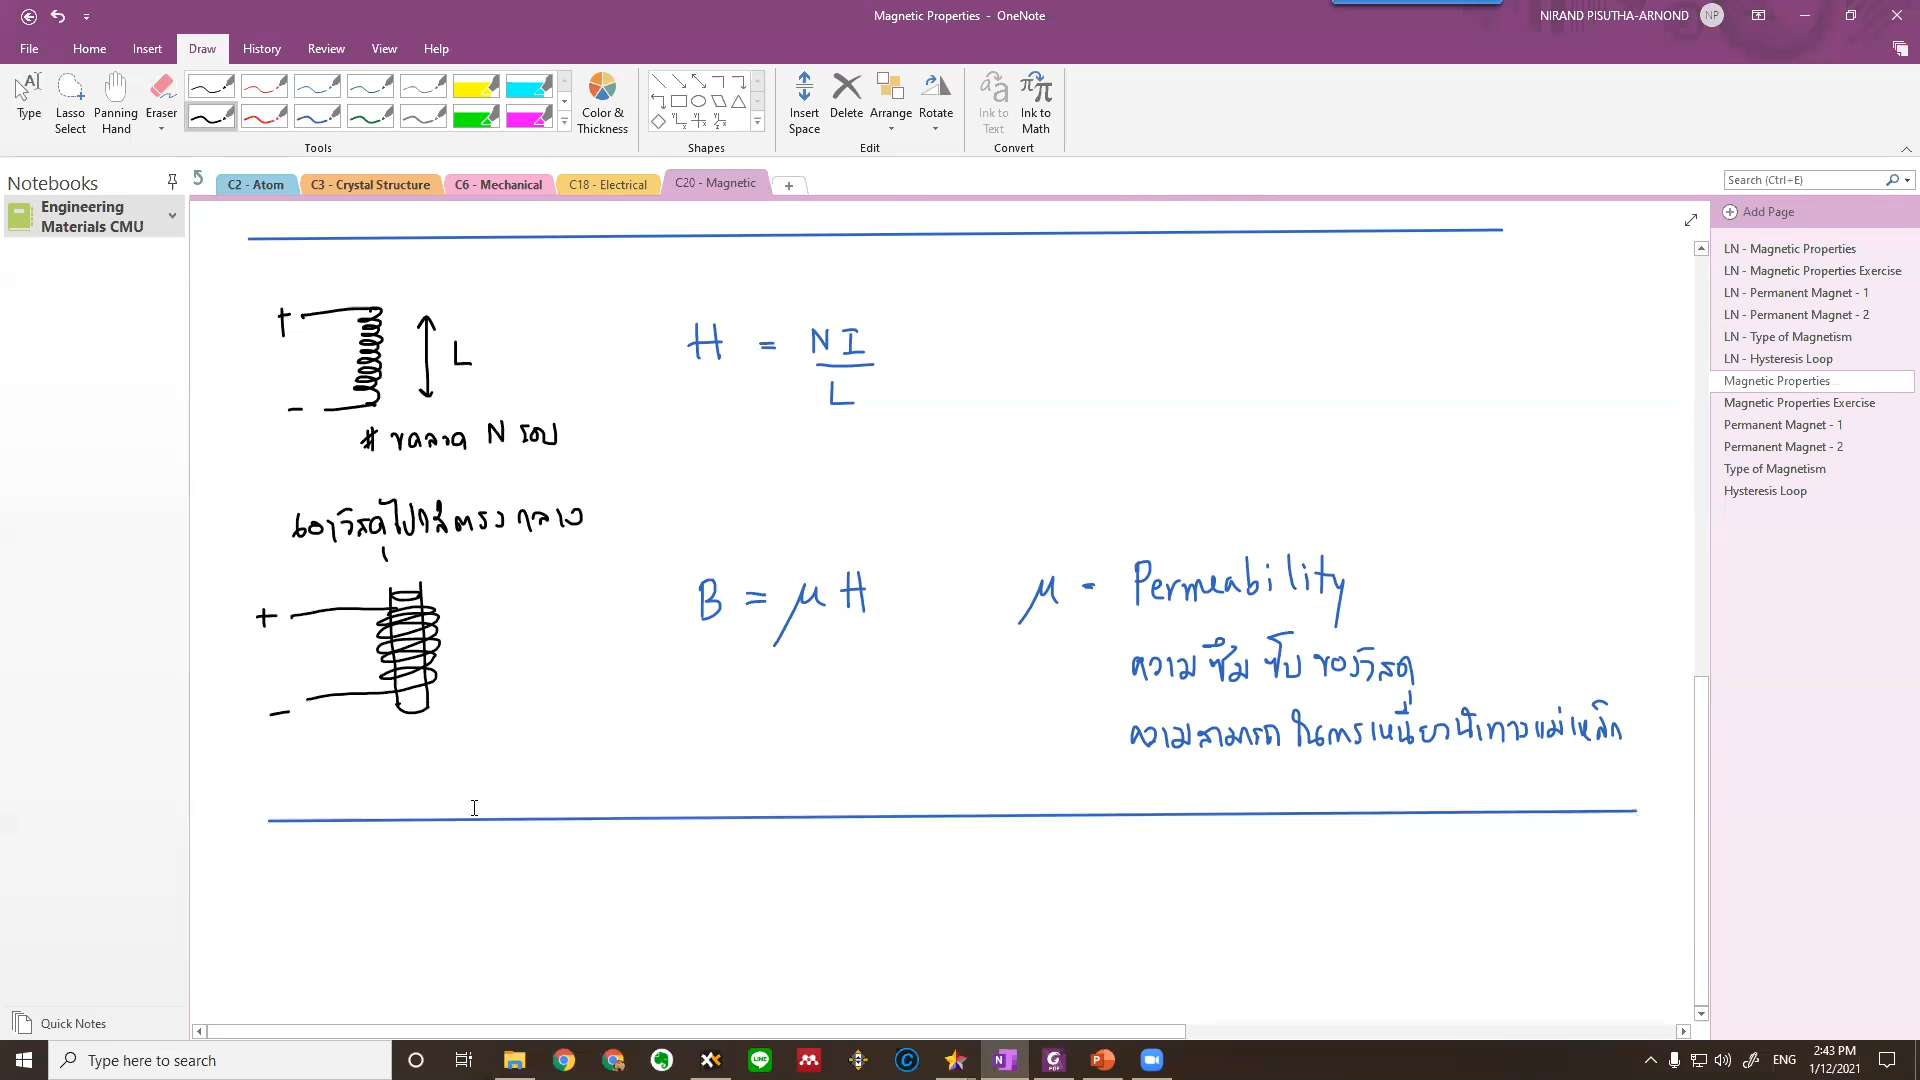 Magnetic Properties - OneNote
NIRAND PISUTHA-ARNOND NP
File Home Insert Draw History Review View Help
Type
Lasso Select
Panning Hand
Eraser
Color & Thickness
Insert Space
Delete
Arrange
Rotate
Ink to Text
Ink to Math
Tools
Shapes
Edit
Convert
Notebooks
Engineering Materials CMU
C2 - Atom
C3 - Crystal Structure
C6 - Mechanical
C18 - Electrical
C20 - Magnetic
Search (Ctrl+E)
Add Page
LN - Magnetic Properties
LN - Magnetic Properties Exercise
LN - Permanent Magnet - 1
LN - Permanent Magnet - 2
LN - Type of Magnetism
LN - Hysteresis Loop
Magnetic Properties
Magnetic Properties Exercise
Permanent Magnet - 1
Permanent Magnet - 2
Type of Magnetism
Hysteresis Loop
+
L
-
# ขดลวด N รอบ
H = NI
L
เอาวัสดุไปใส่ตรงกลาง
+
-
B = μH
μ - Permeability
ความซึมซับของวัสดุ
ความสามารถในการเหนี่ยวนำทางแม่เหล็ก
Quick Notes
Type here to search
ENG
2:43 PM
1/12/2021